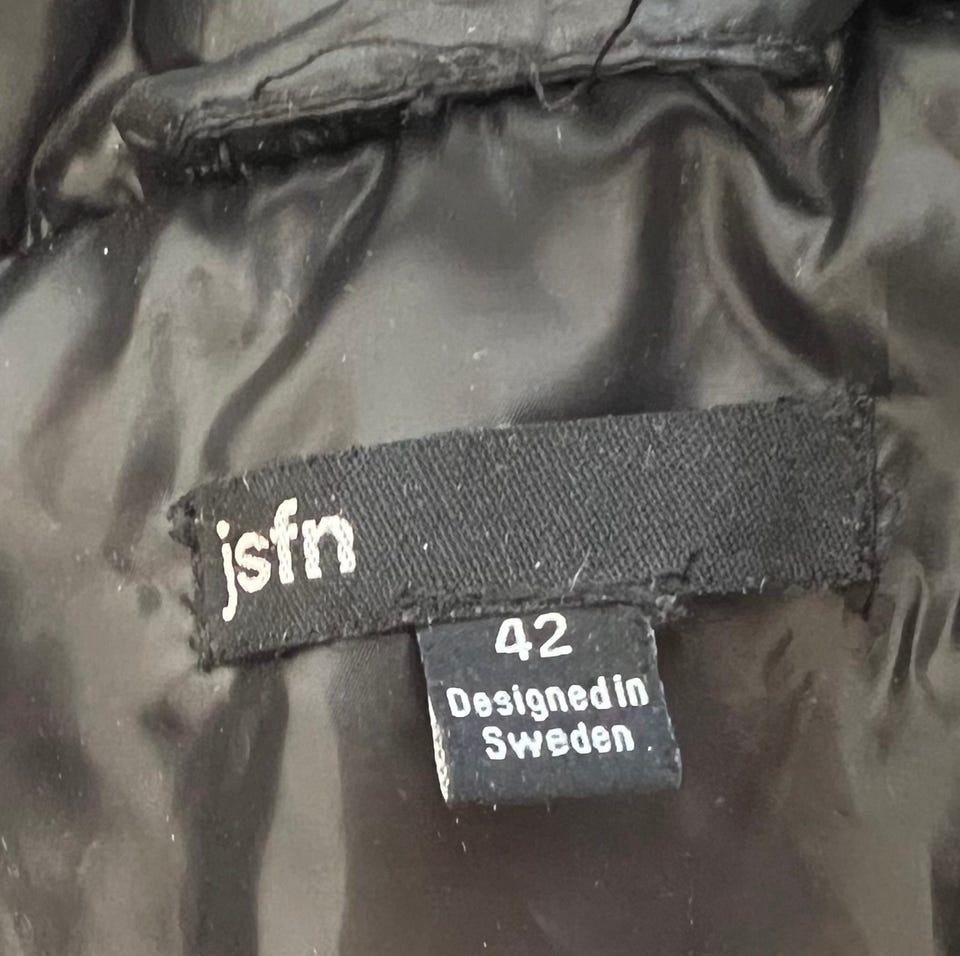 jsfn
42
Designed in
Sweden